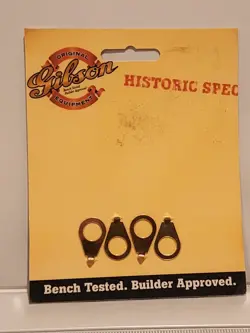 ORIGINAL
Gibson
EQUIPMENT
HISTORIC SPEC
Bench Tested. Builder Approved.